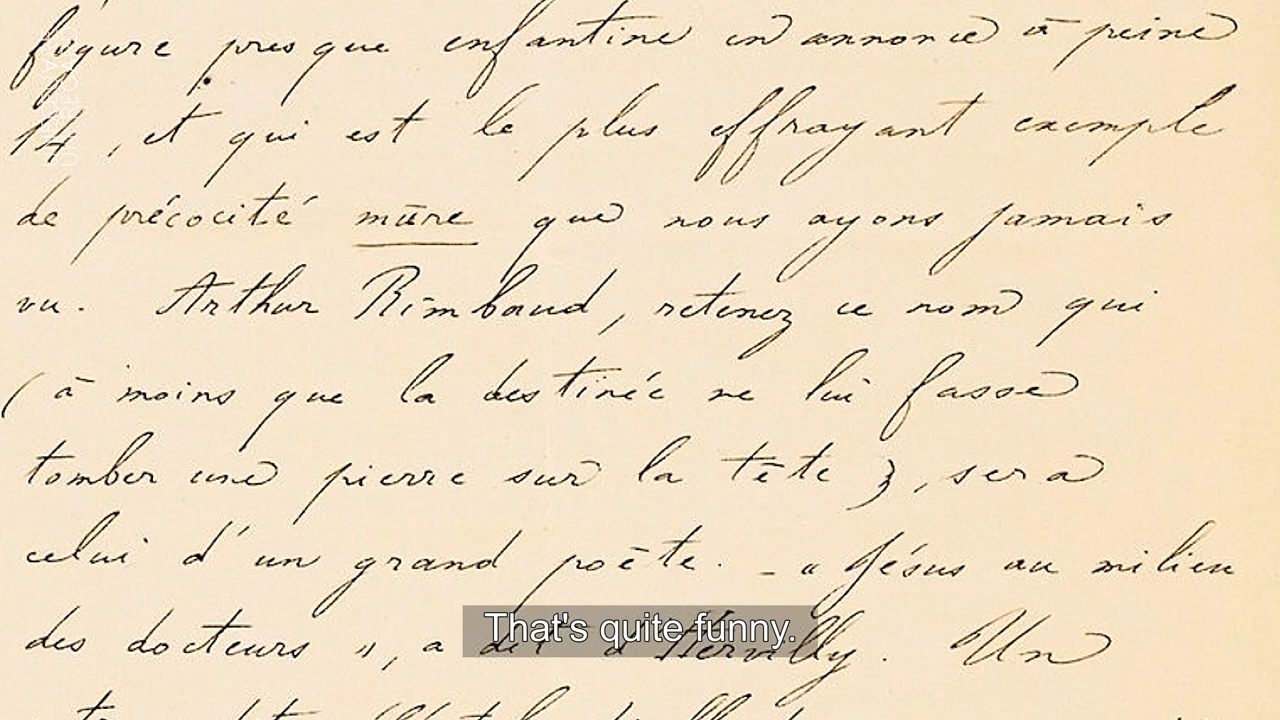 figure presque enfantine en annonce à peine
14, et qui est le plus effrayant exemple
de précocité mûre que nous ayons jamais
vu. Arthur Rimbaud, retenez ce nom qui
(à moins que la destinée ne lui fasse
tomber une pierre sur la tête), sera
celui d'un grand poëte. - « Jésus au milieu
des docteurs », a dit d'Hervilly. Un
That's quite funny.